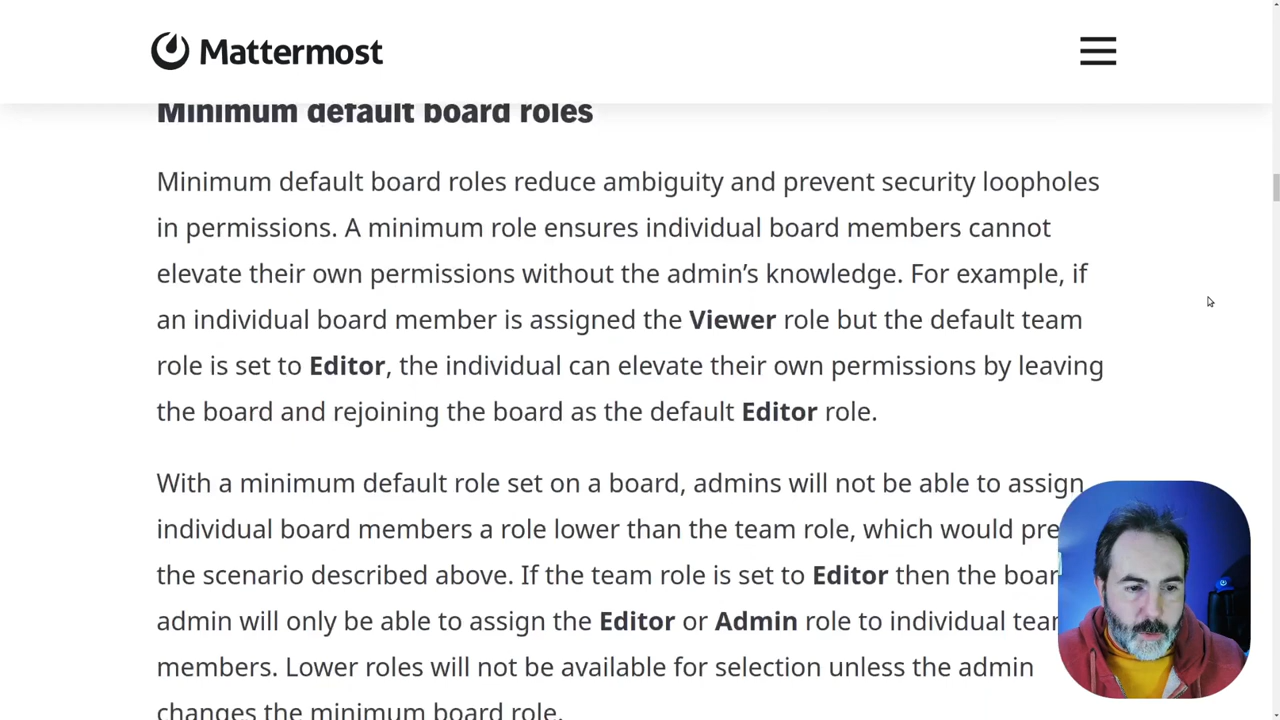 Mattermost
Minimum default board roles
Minimum default board roles reduce ambiguity and prevent security loopholes
in permissions. A minimum role ensures individual board members cannot
elevate their own permissions without the admin’s knowledge. For example, if
an individual board member is assigned the Viewer role but the default team
role is set to Editor, the individual can elevate their own permissions by leaving
the board and rejoining the board as the default Editor role.
With a minimum default role set on a board, admins will not be able to assign
individual board members a role lower than the team role, which would pre
the scenario described above. If the team role is set to Editor then the boar
admin will only be able to assign the Editor or Admin role to individual tear
members. Lower roles will not be available for selection unless the admin
changes the minimum board role.